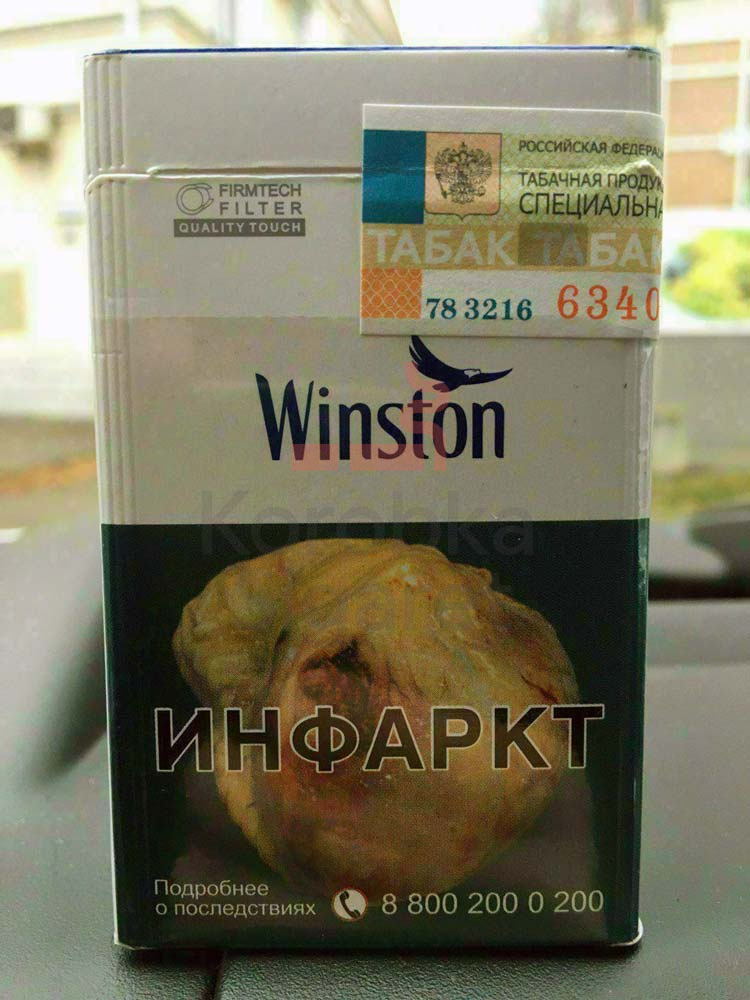 РОССИЙСКАЯ ФЕДЕРА
ТАБАЧНАЯ ПРОДУК
СПЕЦИАЛЬНА
ТАБАК ТАБАК
78 3216 6340
FIRMTECH
FILTER
QUALITY TOUCH
Winston
Korobka
ИНФАРКТ
Подробнее
о последствиях
8 800 200 0 200